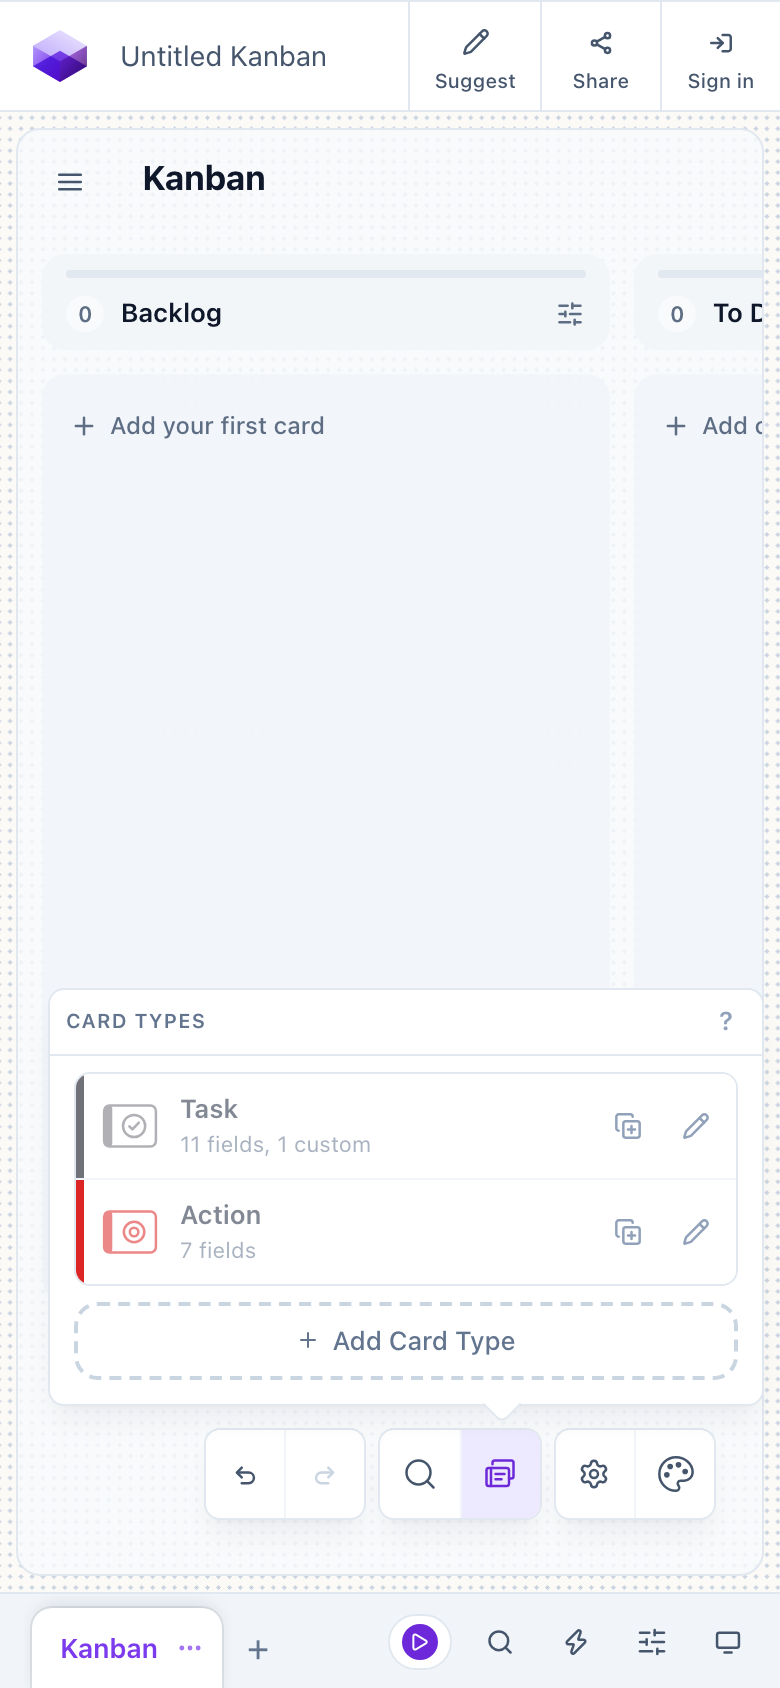 Untitled Kanban
Suggest
Share
Sign in
Kanban
0 Backlog
0 To D
+ Add your first card
+ Add c
CARD TYPES ?
Task
11 fields, 1 custom
Action
7 fields
+ Add Card Type
Kanban ••• +